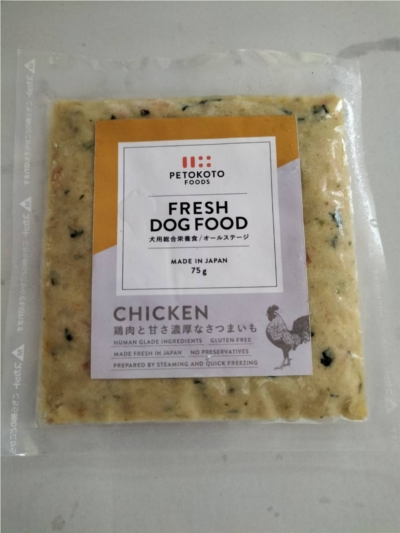 PETOKOTO
FOODS
FRESH
DOG FOOD
犬用総合栄養食/オールステージ
MADE IN JAPAN
75g
CHICKEN
鶏肉と甘さ濃厚なさつまいも
HUMAN GLADE INGREDIENTS GLUTEN FREE
MADE FRESH IN JAPAN NO PRESERVATIVES
PREPARED BY STEAMING AND QUICK FREEZING